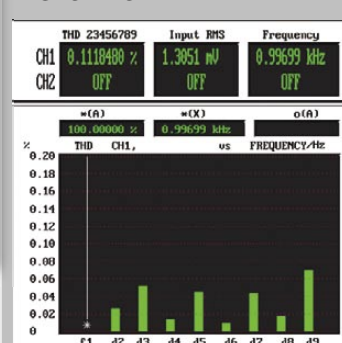 THD 23456789 Input RMS Frequency
CH1 0.1118480 % 1.3051 mV 0.99699 kHz
CH2 OFF OFF OFF
*(A) *(X) o(A)
100.00000 % 0.99699 kHz
% THD CH1, vs FREQUENCY/Hz
0.20
0.18
0.16
0.14
0.12
0.10
0.08
0.06
0.04
0.02
0
f1 d2 d3 d4 d5 d6 d7 d8 d9